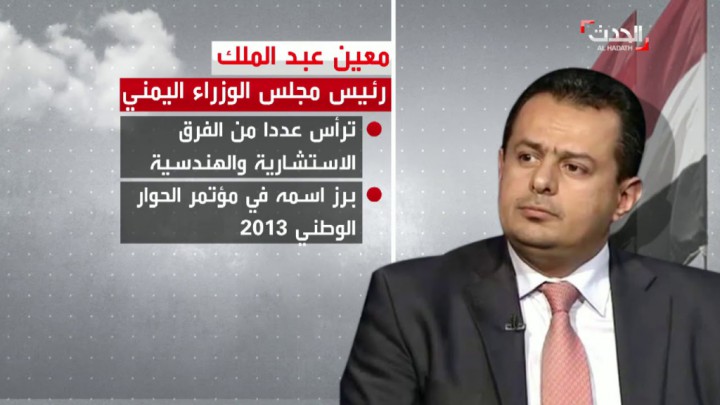 الحدث
AL HADATH
معين عبد الملك
رئيس مجلس الوزراء اليمني
ترأس عددا من الفرق
الاستشارية والهندسية
برز اسمه في مؤتمر الحوار
الوطني 2013